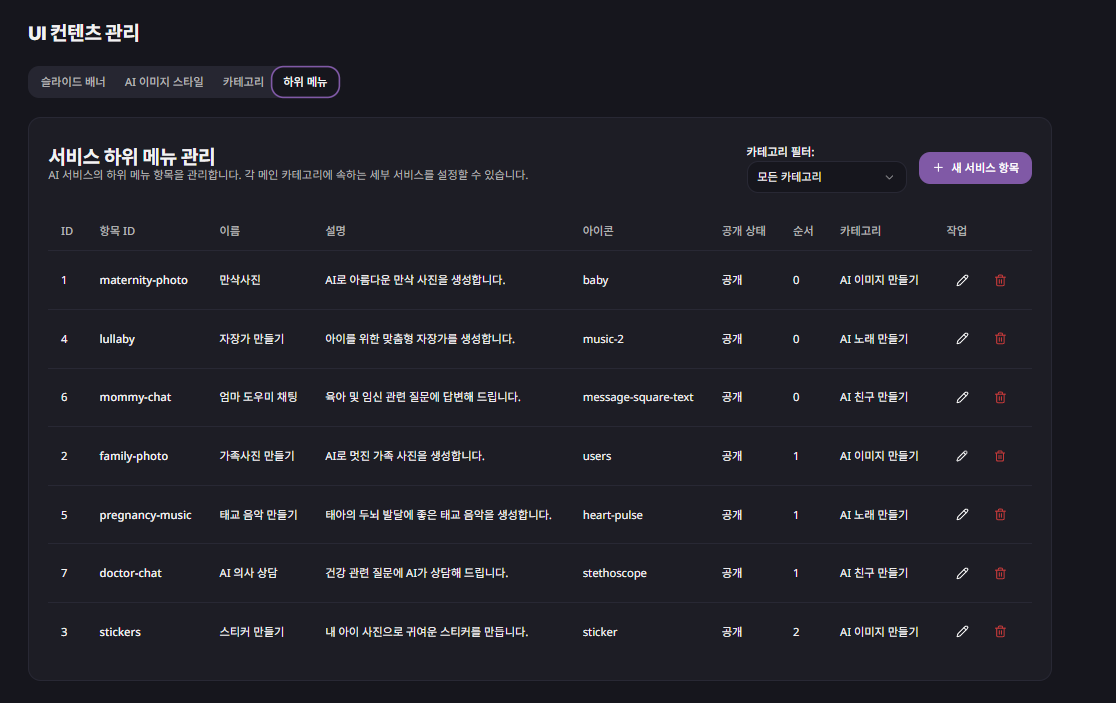 UI 컨텐츠 관리
슬라이드 배너 AI 이미지 스타일 카테고리 하위 메뉴
서비스 하위 메뉴 관리
AI 서비스의 하위 메뉴 항목을 관리합니다. 각 메인 카테고리에 속하는 세부 서비스를 설정할 수 있습니다.
카테고리 필터:
모든 카테고리
+ 새 서비스 항목
ID 항목 ID 이름 설명 아이콘 공개 상태 순서 카테고리 작업
1 maternity-photo 만삭사진 AI로 아름다운 만삭 사진을 생성합니다. baby 공개 0 AI 이미지 만들기
4 lullaby 자장가 만들기 아이를 위한 맞춤형 자장가를 생성합니다. music-2 공개 0 AI 노래 만들기
6 mommy-chat 엄마 도우미 채팅 육아 및 임신 관련 질문에 답변해 드립니다. message-square-text 공개 0 AI 친구 만들기
2 family-photo 가족사진 만들기 AI로 멋진 가족 사진을 생성합니다. users 공개 1 AI 이미지 만들기
5 pregnancy-music 태교 음악 만들기 태아의 두뇌 발달에 좋은 태교 음악을 생성합니다. heart-pulse 공개 1 AI 노래 만들기
7 doctor-chat AI 의사 상담 건강 관련 질문에 AI가 상담해 드립니다. stethoscope 공개 1 AI 친구 만들기
3 stickers 스티커 만들기 내 아이 사진으로 귀여운 스티커를 만듭니다. sticker 공개 2 AI 이미지 만들기